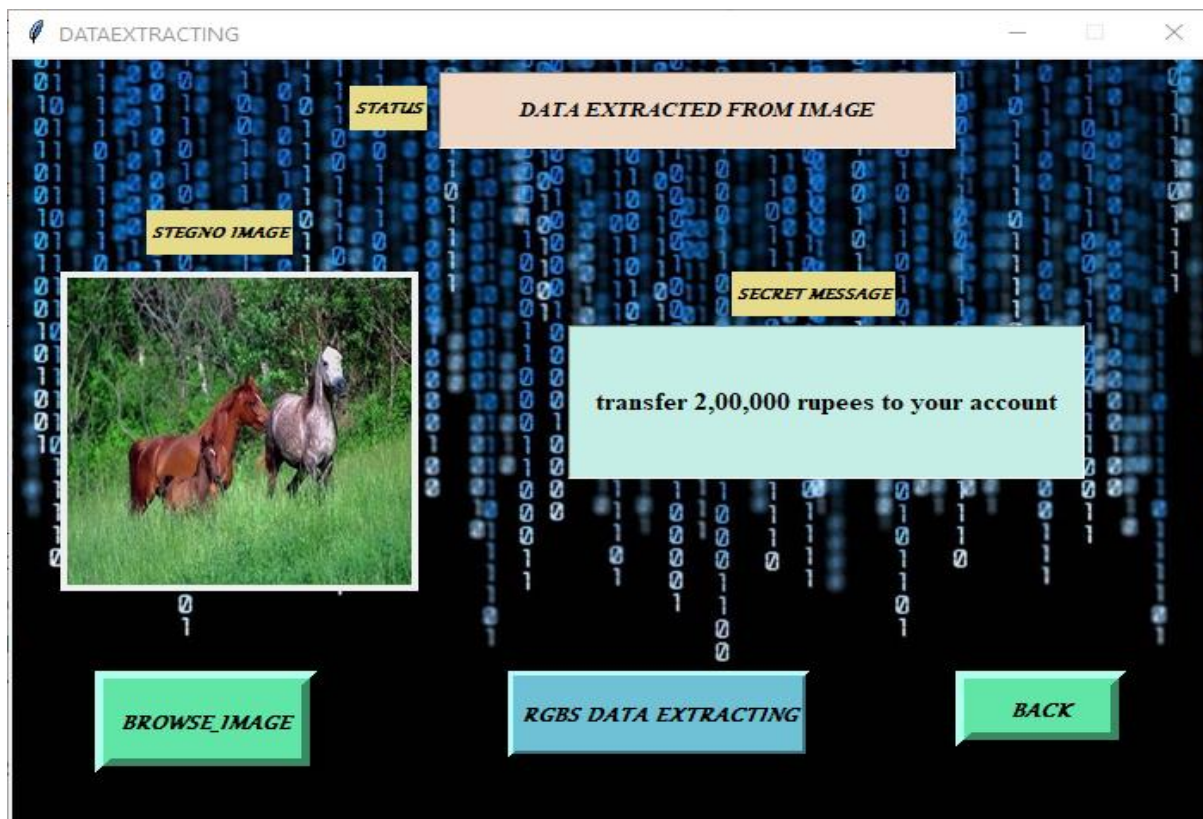 DATAEXTRACTING
STATUS
DATA EXTRACTED FROM IMAGE
STEGNO IMAGE
SECRET MESSAGE
transfer 2,00,000 rupees to your account
BROWSE_IMAGE
RGBS DATA EXTRACTING
BACK